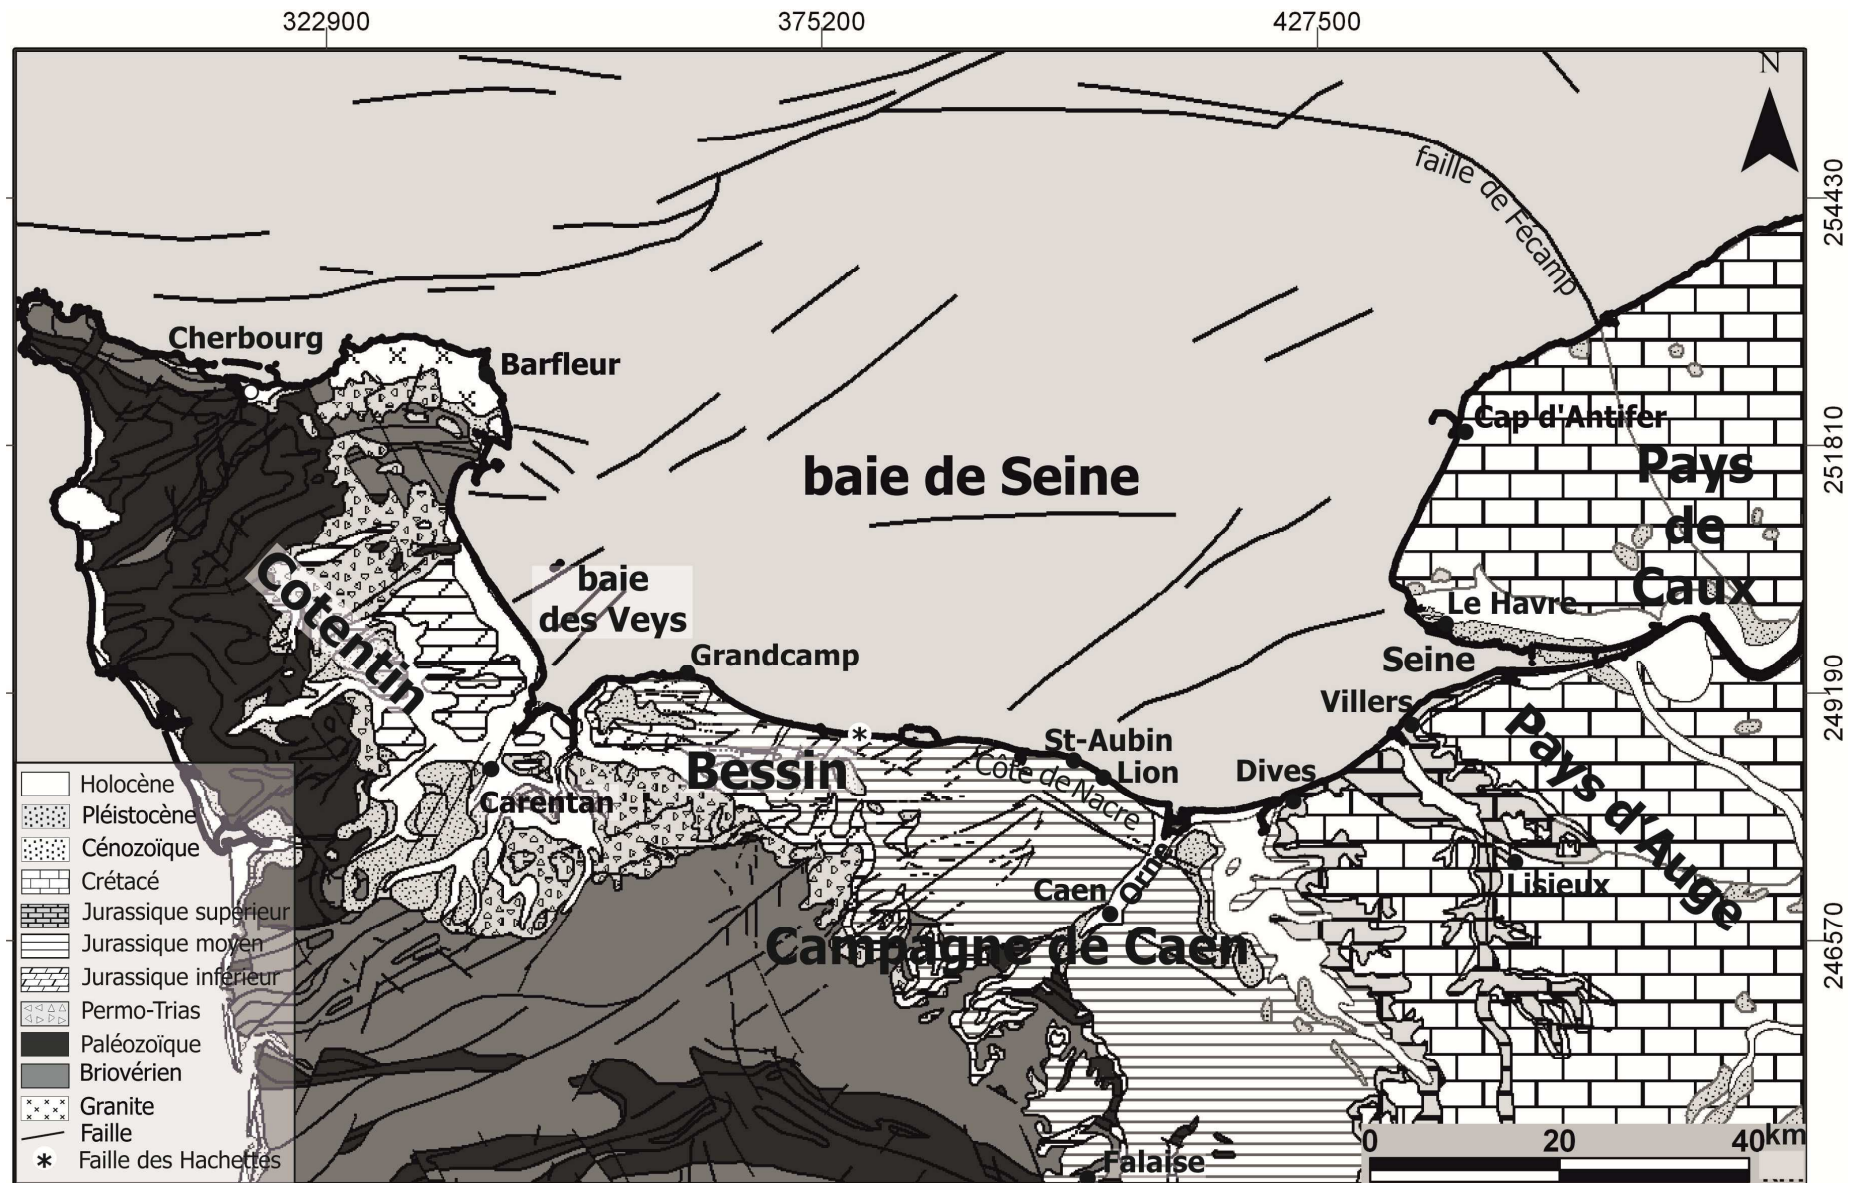 322900
375200
427500
N
254430
251810
249190
246570
faille de Fécamp
Cherbourg
Barfleur
Cap d'Antifer
baie de Seine
Pays
de
Caux
Cotentin
baie
des Veys
Le Havre
Grandcamp
Seine
Villers
Pays d'Auge
St-Aubin
Lion
Dives
Côte de Nacre
Bessin
Carentan
Lisieux
Caen
Orne
Campagne de Caen
Falaise
Holocène
Pléistocène
Cénozoïque
Crétacé
Jurassique supérieur
Jurassique moyen
Jurassique inférieur
Permo-Trias
Paléozoïque
Briovérien
Granite
Faille
* Faille des Hachettes
*
0 20 40km